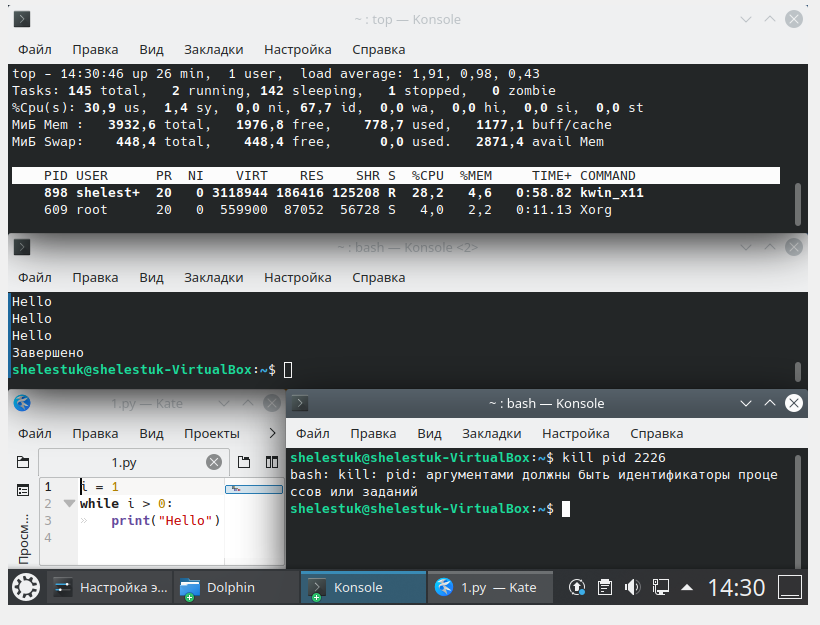 ~ : top — Konsole
Файл Правка Вид Закладки Настройка Справка
top - 14:30:46 up 26 min,  1 user,  load average: 1,91, 0,98, 0,43
Tasks: 145 total,   2 running, 142 sleeping,   1 stopped,   0 zombie
%Cpu(s): 30,9 us,  1,4 sy,  0,0 ni, 67,7 id,  0,0 wa,  0,0 hi,  0,0 si,  0,0 st
МиБ Mem :   3932,6 total,   1976,8 free,    778,7 used,   1177,1 buff/cache
МиБ Swap:    448,4 total,    448,4 free,      0,0 used.   2871,4 avail Mem
PID USER      PR  NI    VIRT    RES    SHR S  %CPU  %MEM     TIME+ COMMAND
898 shelest+  20   0 3118944 186416 125208 R  28,2   4,6   0:58.82 kwin_x11
609 root      20   0  559900  87052  56728 S   4,0   2,2   0:11.13 Xorg
~ : bash — Konsole <2>
Файл Правка Вид Закладки Настройка Справка
Hello
Hello
Hello
Завершено
shelestuk@shelestuk-VirtualBox:~$
1.py — Kate
Файл Правка Вид Проекты
1.py
Просм...
1 i = 1
2 while i > 0:
3 » print("Hello")
4
~ : bash — Konsole
Файл Правка Вид Закладки Настройка Справка
shelestuk@shelestuk-VirtualBox:~$ kill pid 2226
bash: kill: pid: аргументами должны быть идентификаторы проце
ссов или заданий
shelestuk@shelestuk-VirtualBox:~$
Настройка э... Dolphin Konsole 1.py — Kate 14:30